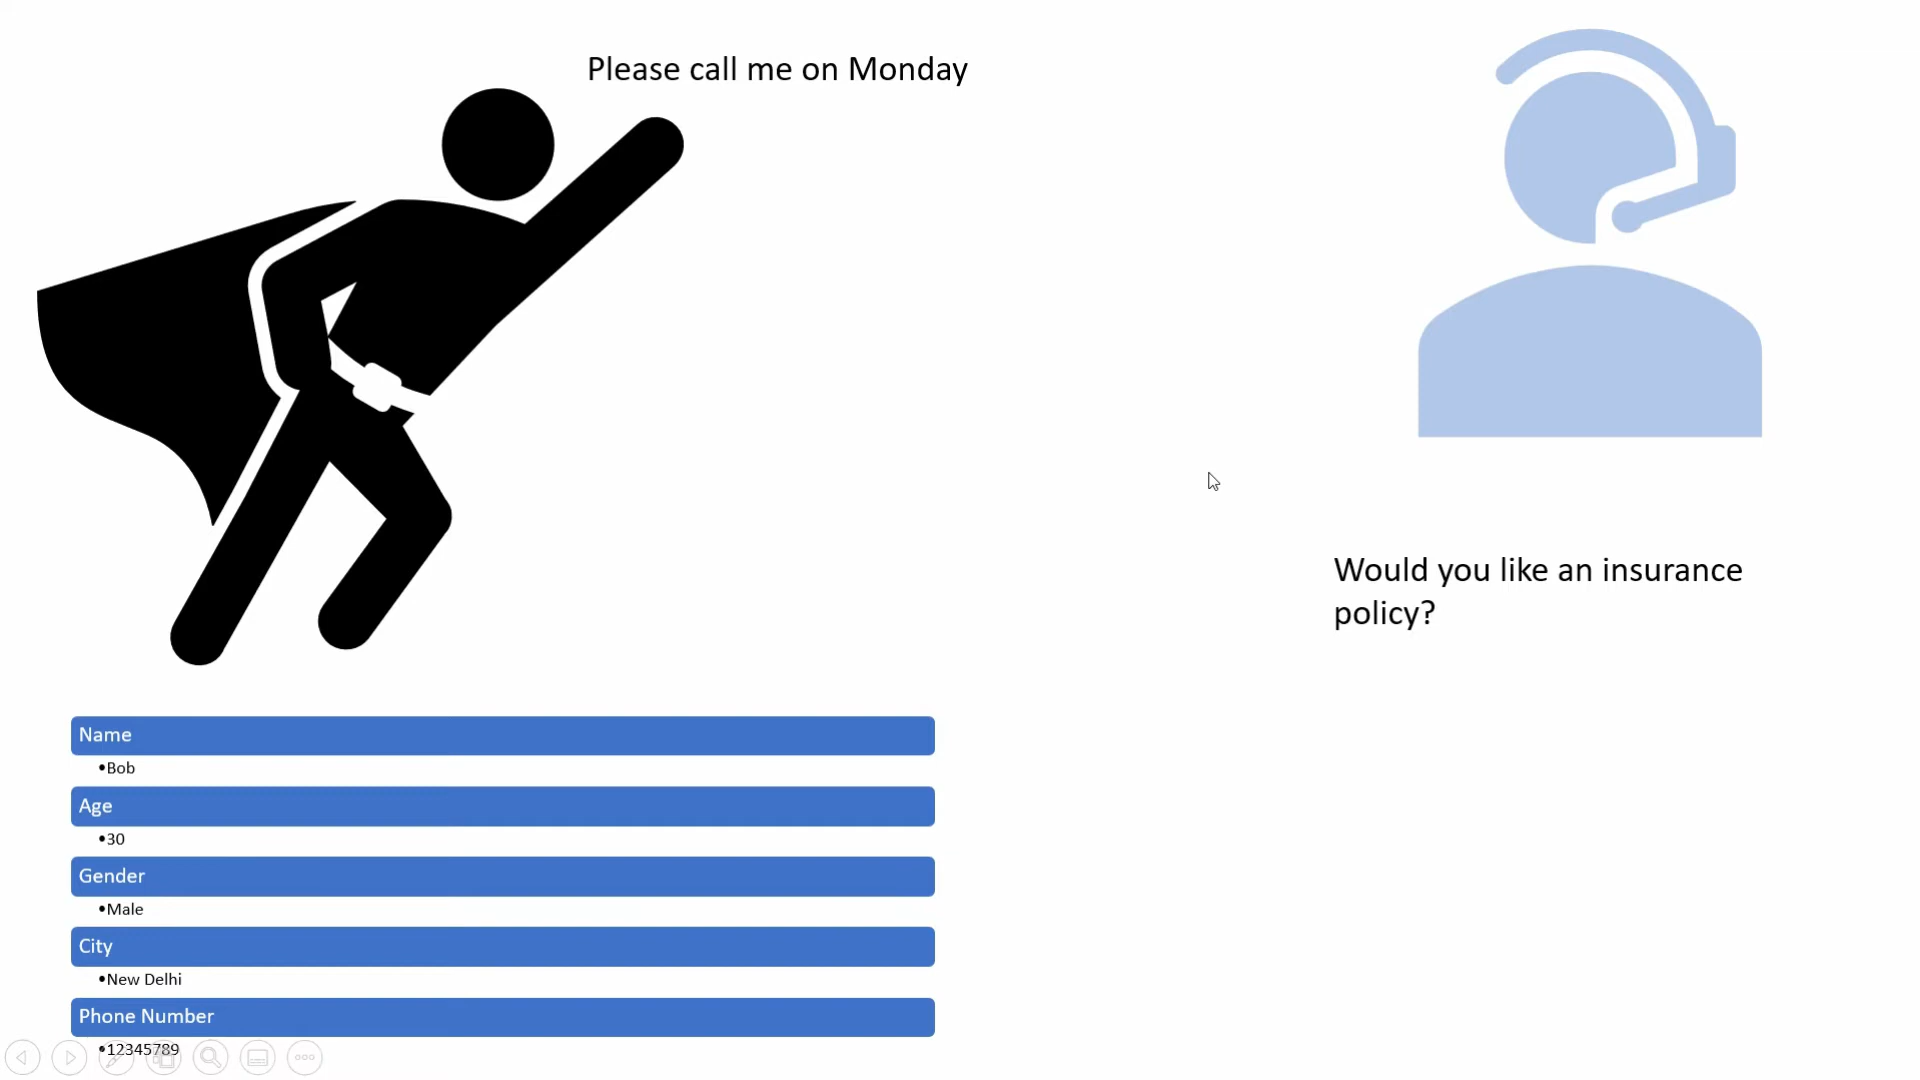 Please call me on Monday
Would you like an insurance
policy?
Name
•Bob
Age
•30
Gender
•Male
City
•New Delhi
Phone Number
•12345789